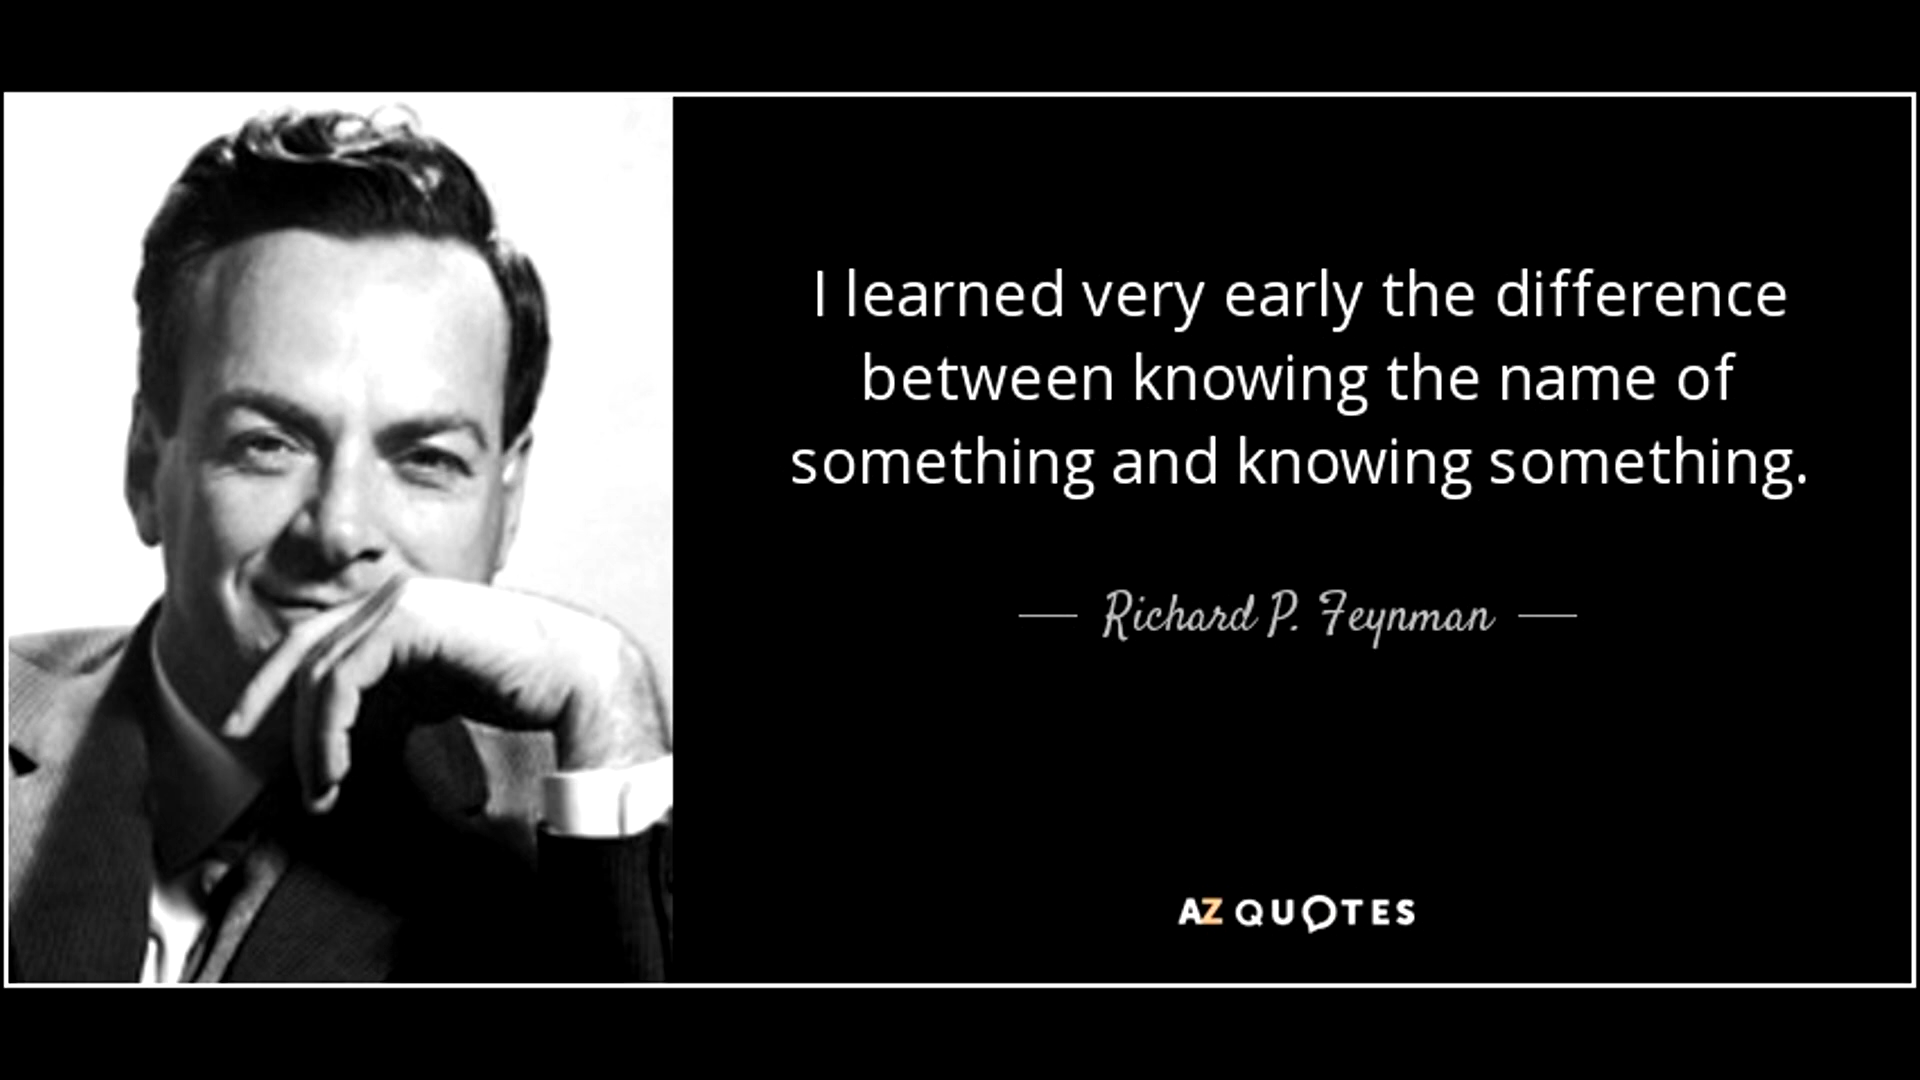 I learned very early the difference
between knowing the name of
something and knowing something.
Richard P. Feynman
AZ QUOTES